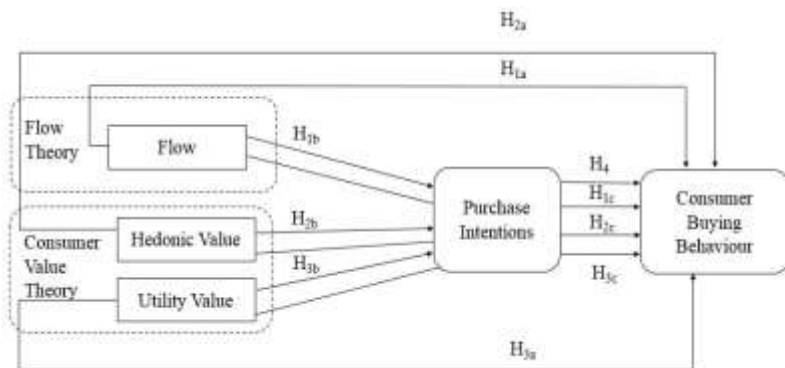 H2a
H1a
Flow
Theory
Flow
H1b
Hedonic Value
Consumer
Value
Theory
Utility Value
H2b
H3b
Purchase
Intentions
H4
H1c
H2c
H3c
Consumer
Buying
Behaviour
H3a